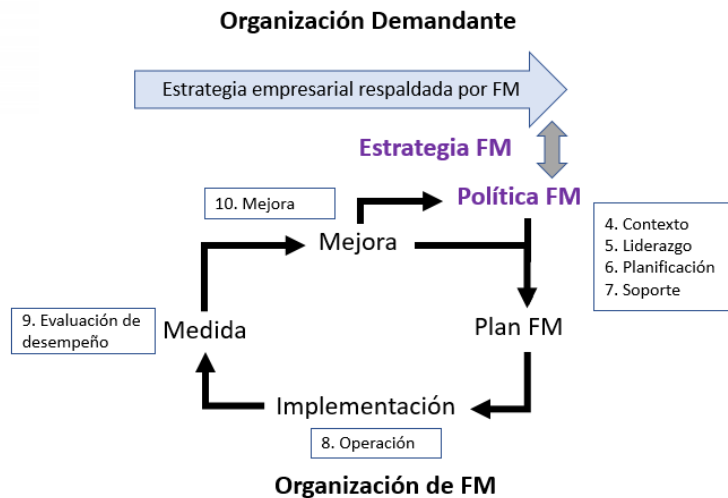 Organización Demandante
Estrategia empresarial respaldada por FM
Estrategia FM
Política FM
10. Mejora
Mejora
4. Contexto
5. Liderazgo
6. Planificación
7. Soporte
9. Evaluación de
desempeño
Medida
Plan FM
Implementación
8. Operación
Organización de FM